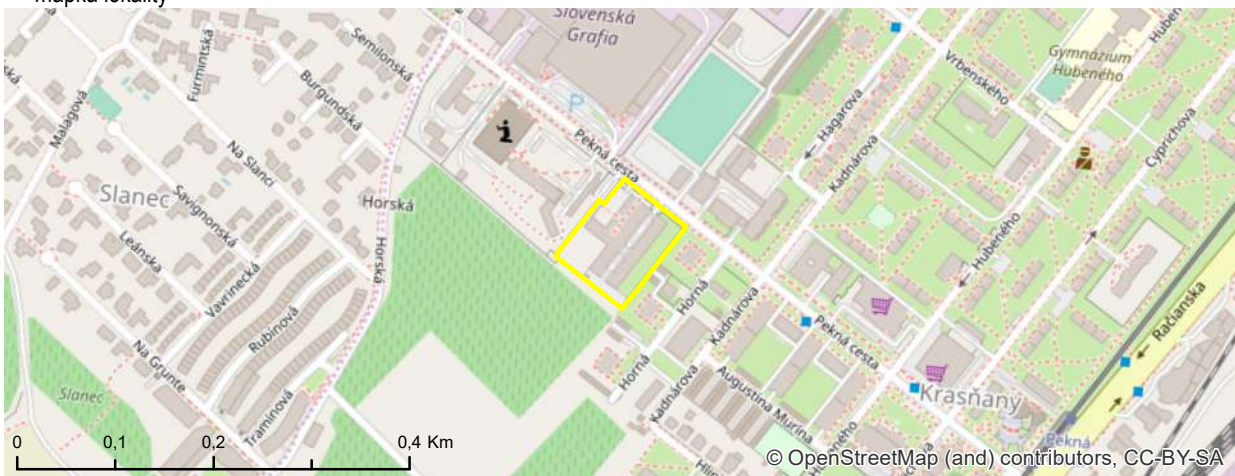 mapka lokality
Slovenská
Grafia
Semilonská
Furmintská
Burgundská
Malagová
Na Slanci
Slanec
Savignonská
Leánska
Vavrinecká
Rubínová
Na Grunte
Slanec
Tramínová
Horská
Horská
P
Pekná cesta
Hagarova
Kadnárova
Vrbenského
Gymnázium
Hubeného
Cyprichova
Hubeného
Horná
Kadnárova
Pekná cesta
Račianska
Krasňany
Horná
Kadnárova
Augustína Murína
Pekná
0 0,1 0,2 0,4 Km
© OpenStreetMap (and) contributors, CC-BY-SA